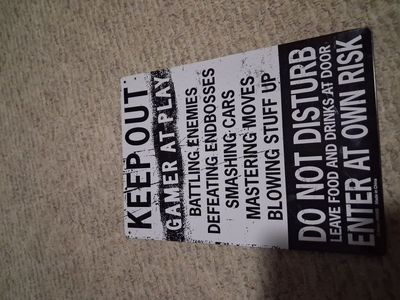 KEEP OUT
GAMER AT PLAY
BATTLING ENEMIES
DEFEATING ENDBOSSES
SMASHING CARS
MASTERING MOVES
BLOWING STUFF UP
DO NOT DISTURB
LEAVE FOOD AND DRINKS AT DOOR
ENTER AT OWN RISK